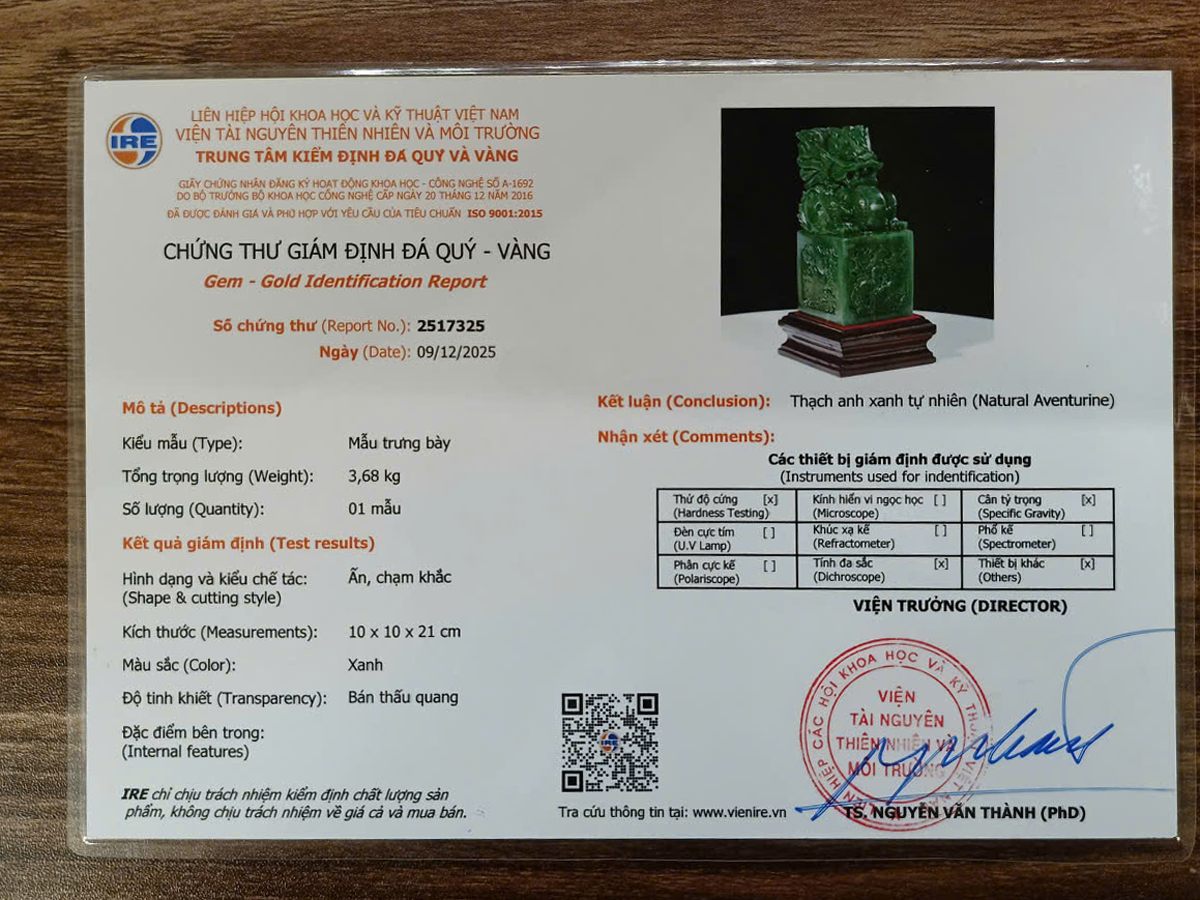 IRE
LIÊN HIỆP HỘI KHOA HỌC VÀ KỸ THUẬT VIỆT NAM
VIỆN TÀI NGUYÊN THIÊN NHIÊN VÀ MÔI TRƯỜNG
TRUNG TÂM KIỂM ĐỊNH ĐÁ QUÝ VÀ VÀNG
GIẤY CHỨNG NHẬN ĐĂNG KÝ HOẠT ĐỘNG KHOA HỌC - CÔNG NGHỆ SỐ A-1692
DO BỘ TRƯỞNG BỘ KHOA HỌC CÔNG NGHỆ CẤP NGÀY 20 THÁNG 12 NĂM 2016
ĐÃ ĐƯỢC ĐÁNH GIÁ VÀ PHÙ HỢP VỚI YÊU CẦU CỦA TIÊU CHUẨN ISO 9001:2015
CHỨNG THƯ GIÁM ĐỊNH ĐÁ QUÝ - VÀNG
Gem - Gold Identification Report
Số chứng thư (Report No.): 2517325
Ngày (Date): 09/12/2025
Mô tả (Descriptions)
Kiểu mẫu (Type): Mẫu trưng bày
Tổng trọng lượng (Weight): 3,68 kg
Số lượng (Quantity): 01 mẫu
Kết quả giám định (Test results)
Hình dạng và kiểu chế tác: Ấn, chạm khắc
(Shape & cutting style)
Kích thước (Measurements): 10 x 10 x 21 cm
Màu sắc (Color): Xanh
Độ tinh khiết (Transparency): Bán thấu quang
Đặc điểm bên trong:
(Internal features)
IRE chỉ chịu trách nhiệm kiểm định chất lượng sản
phẩm, không chịu trách nhiệm về giá cả và mua bán.
Kết luận (Conclusion): Thạch anh xanh tự nhiên (Natural Aventurine)
Nhận xét (Comments):
Các thiết bị giám định được sử dụng
(Instruments used for indentification)
Thử độ cứng [x] Kính hiển vi ngọc học [ ] Cân tỷ trọng [x]
(Hardness Testing) (Microscope) (Specific Gravity)
Đèn cực tím [ ] Khúc xạ kế [ ] Phổ kế [ ]
(U.V Lamp) (Refractometer) (Spectrometer)
Phân cực kế [ ] Tính đa sắc [x] Thiết bị khác [x]
(Polariscope) (Dichroscope) (Others)
VIỆN TRƯỞNG (DIRECTOR)
LIÊN HIỆP CÁC HỘI KHOA HỌC VÀ KỸ THUẬT VIỆT NAM
VIỆN
TÀI NGUYÊN
THIÊN NHIÊN VÀ
MÔI TRƯỜNG
IRE
Tra cứu thông tin tại: www.vienire.vn
TS. NGUYỄN VĂN THÀNH (PhD)